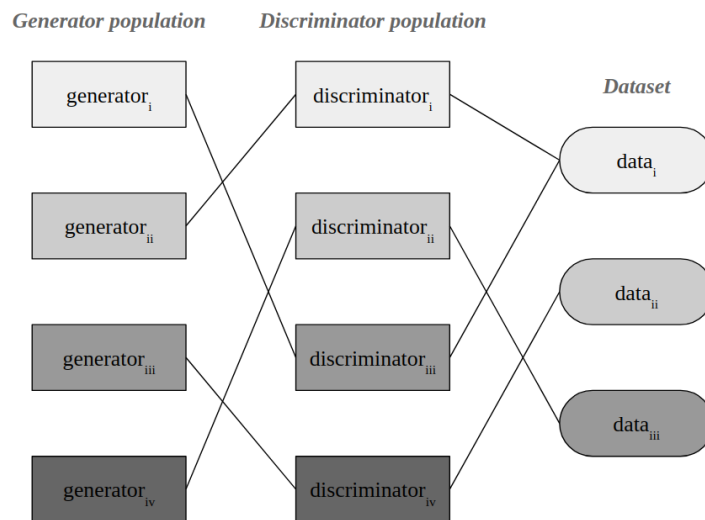 Generator population
Discriminator population
Dataset
generator_i
discriminator_i
data_i
generator_ii
discriminator_ii
data_ii
generator_iii
discriminator_iii
data_iii
generator_iv
discriminator_iv